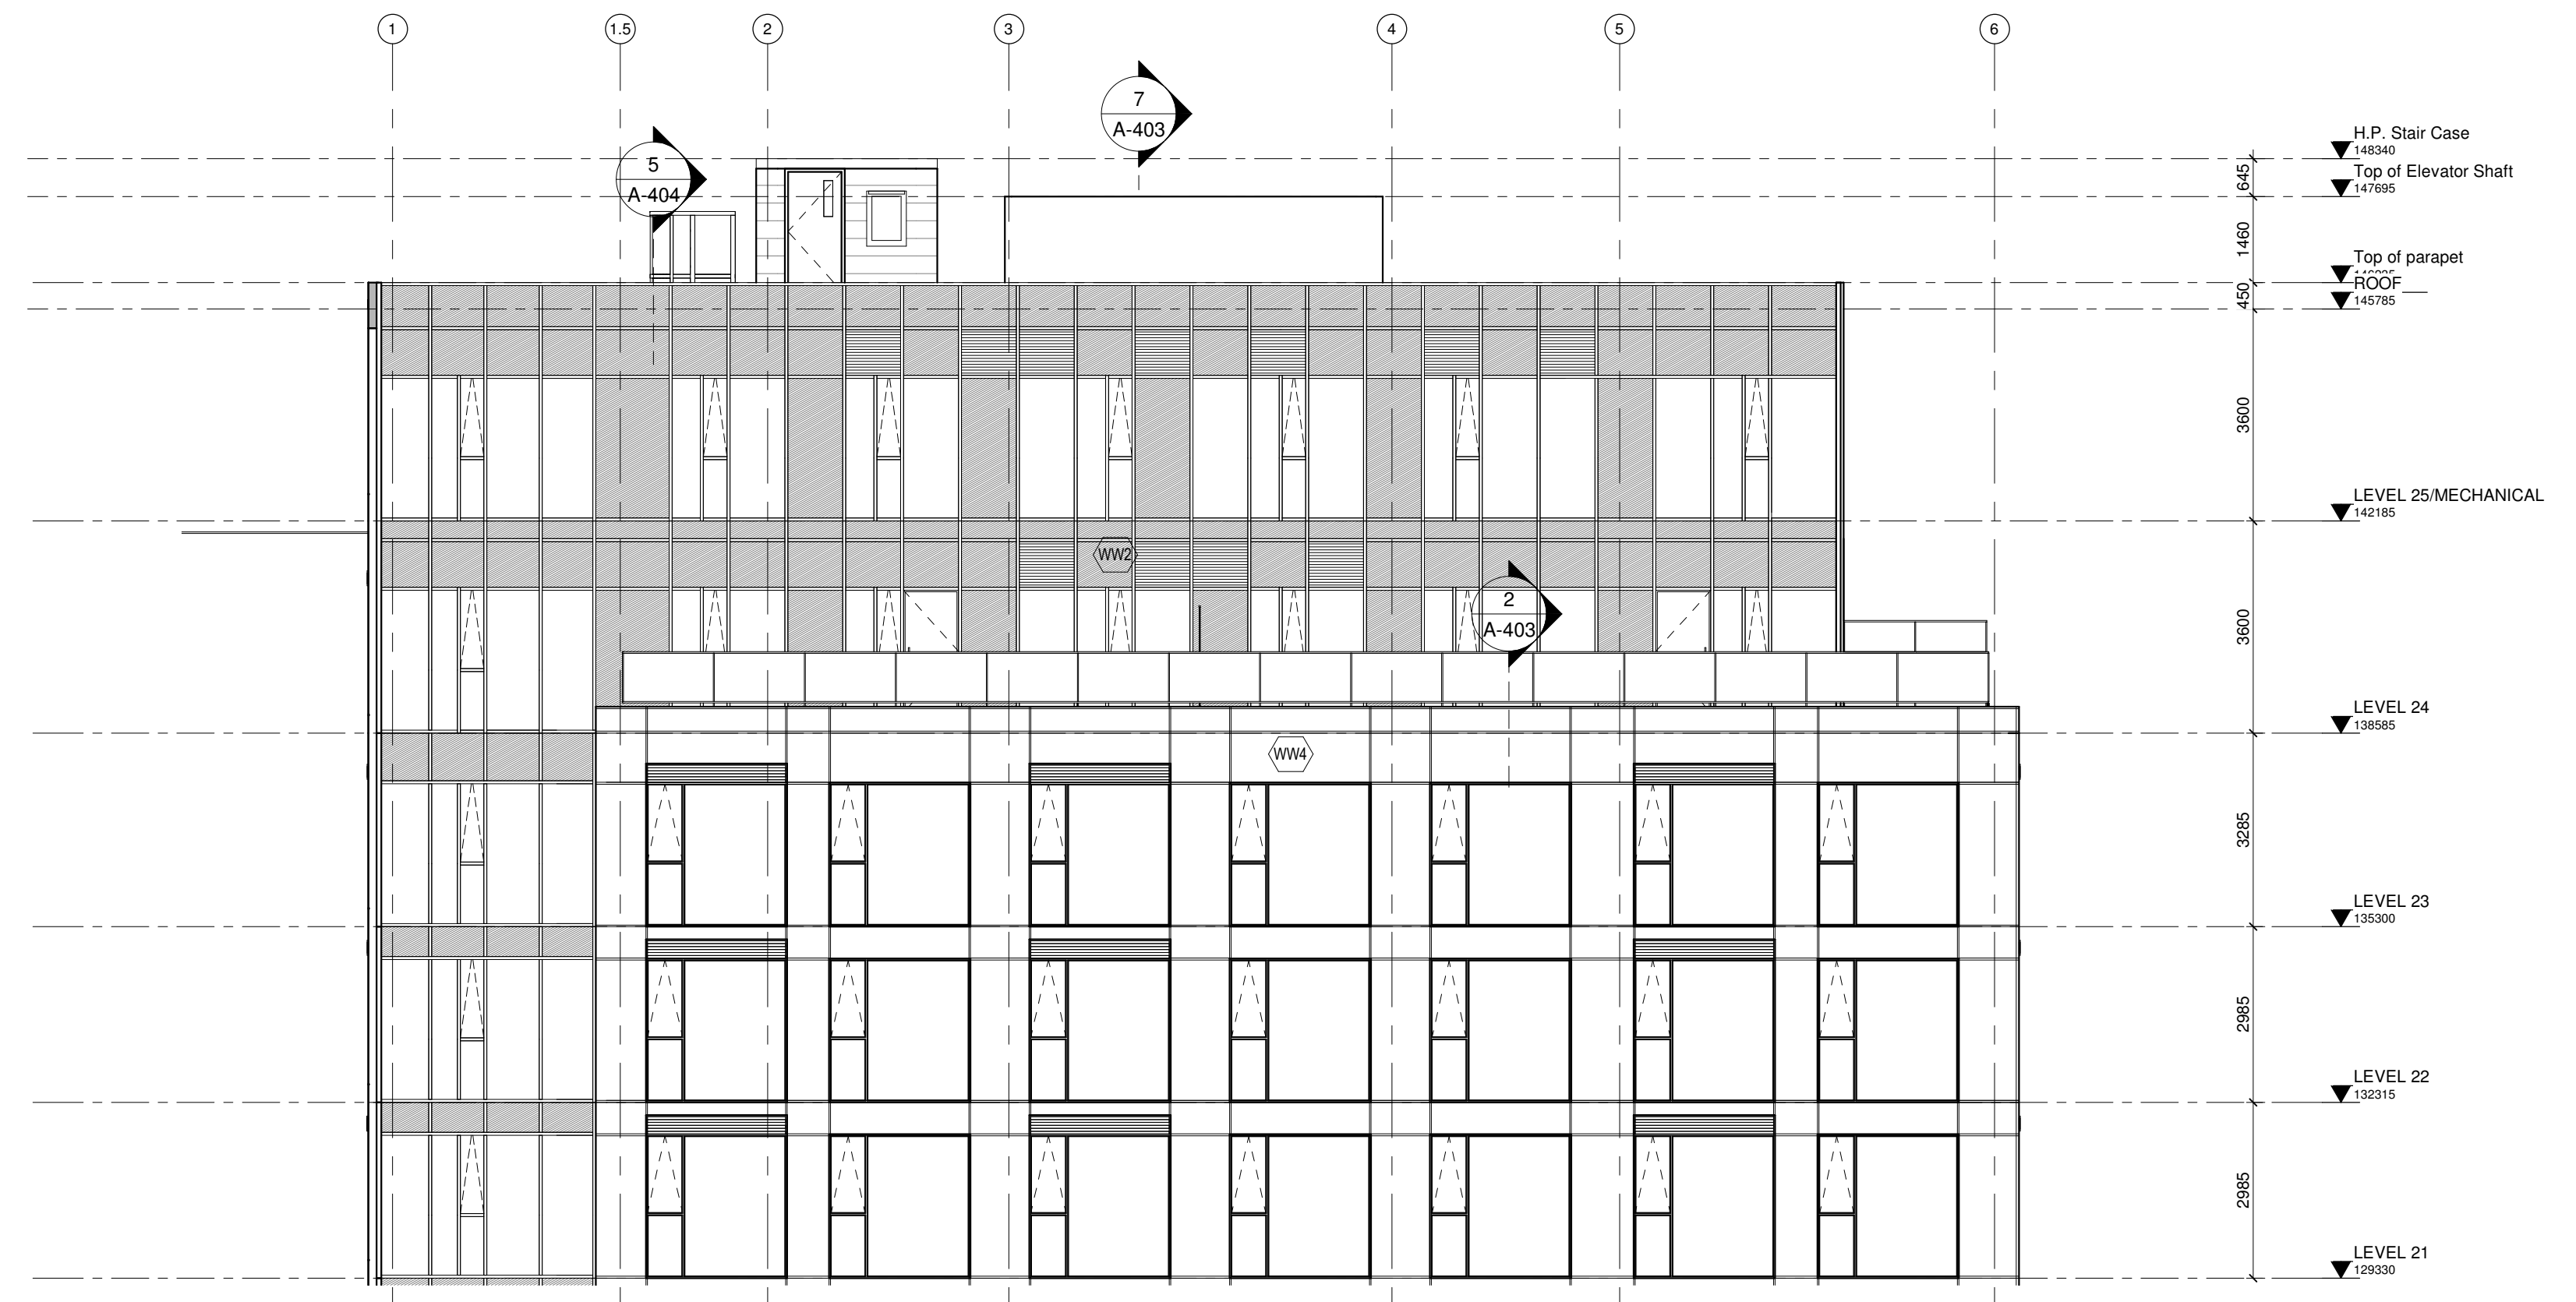 1
1.5
2
3
4
5
6
7
A-403
5
A-404
H.P. Stair Case
148340
Top of Elevator Shaft
147695
Top of parapet
ROOF
145785
LEVEL 25/MECHANICAL
142185
LEVEL 24
138585
LEVEL 23
135300
LEVEL 22
132315
LEVEL 21
129330
645
1460
450
3600
3600
3285
2985
2985
WW2
2
A-403
WW4